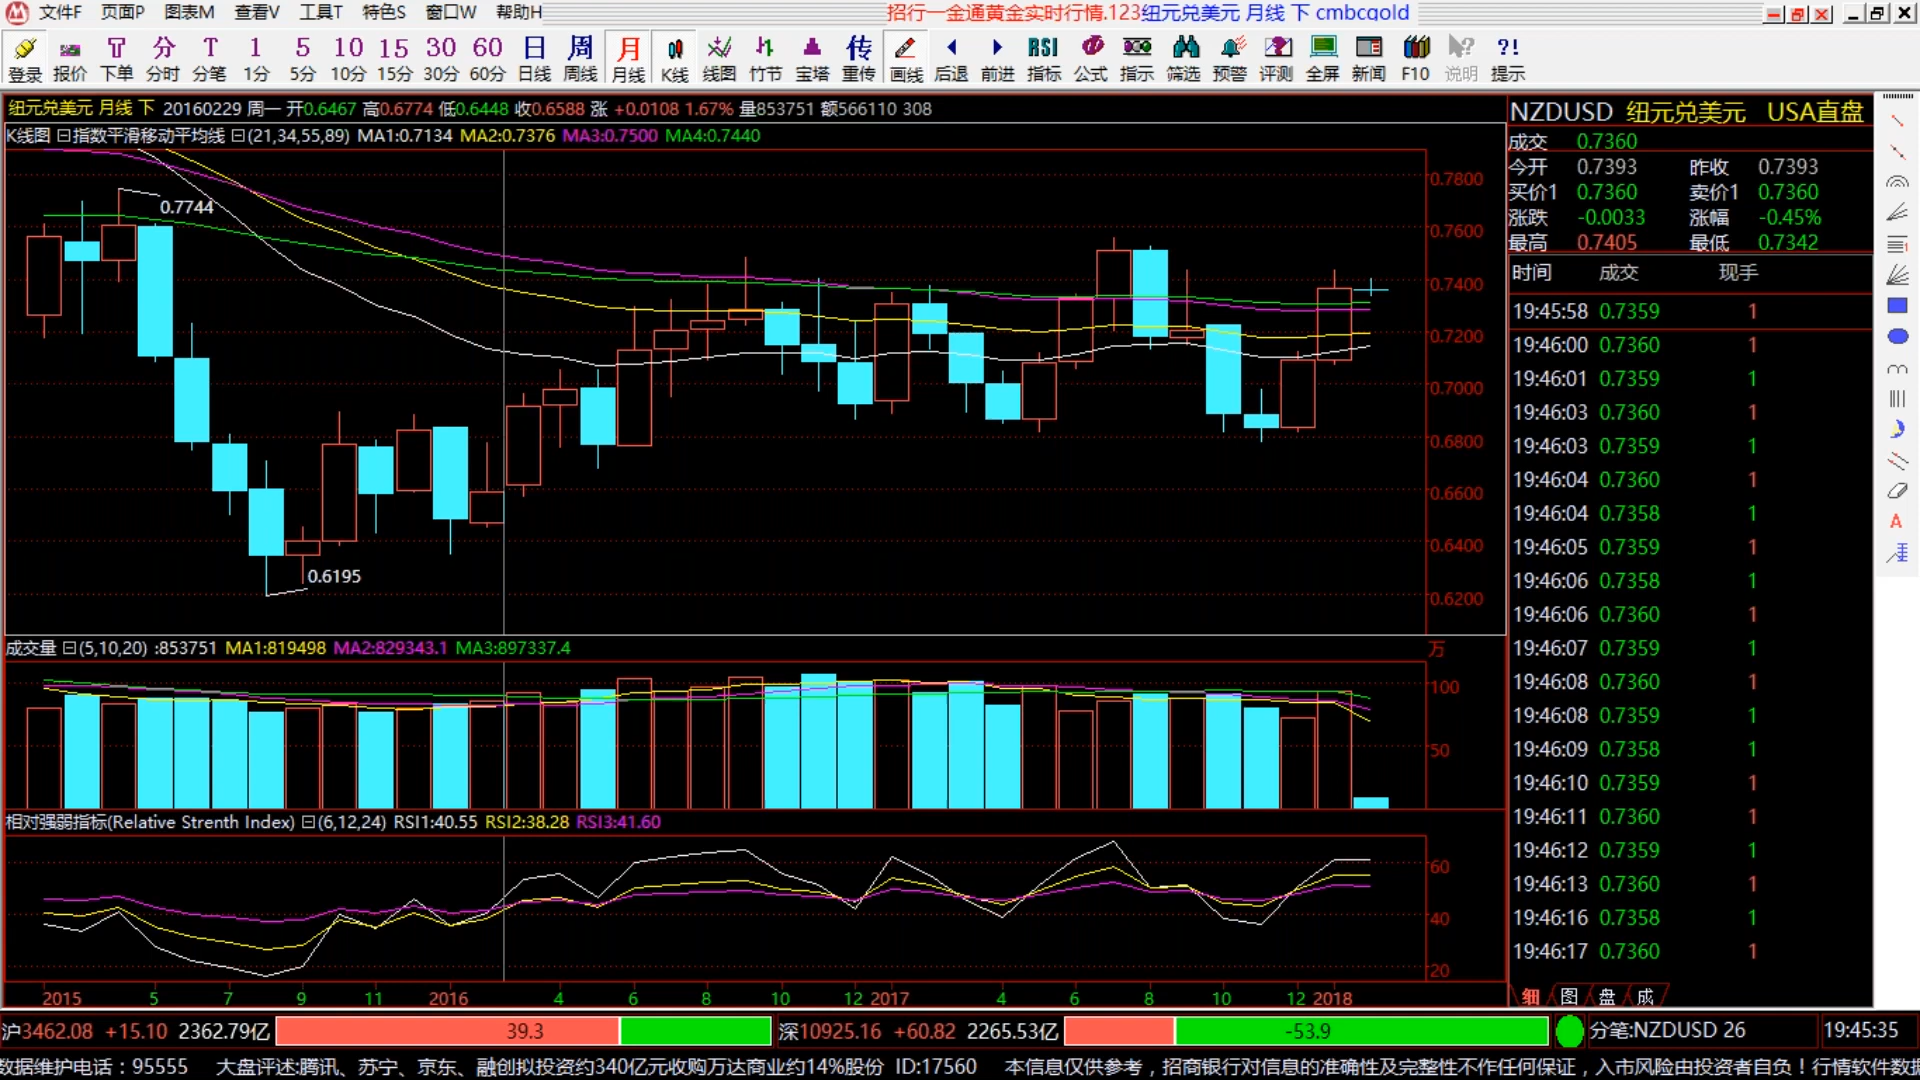 文件F 页面P 图表M 查看V 工具T 特色S 窗口W 帮助H 招行一金通黄金实时行情.123纽元兑美元 月线 下 cmbcgold
T 分 T 1 5 10 15 30 60 日 周 月 传 RSI ?!
登录 报价 下单 分时 分笔 1分 5分 10分 15分 30分 60分 日线 周线 月线 K线 线图 竹节 宝塔 重传 画线 后退 前进 指标 公式 指示 筛选 预警 评测 全屏 新闻 F10 说明 提示
纽元兑美元 月线 下 20160229 周一 开0.6467 高0.6774 低0.6448 收0.6588 涨 +0.0108 1.67% 量853751 额566110 308
K线图 指数平滑移动平均线 (21,34,55,89) MA1:0.7134 MA2:0.7376 MA3:0.7500 MA4:0.7440
0.7744
0.6195
0.7800
0.7600
0.7400
0.7200
0.7000
0.6800
0.6600
0.6400
0.6200
成交量 (5,10,20) :853751 MA1:819498 MA2:829343.1 MA3:897337.4
万
100
50
相对强弱指标(Relative Strenth Index) (6,12,24) RSI1:40.55 RSI2:38.28 RSI3:41.60
60
40
20
2015 5 7 9 11 2016 4 6 8 10 12 2017 4 6 8 10 12 2018
NZDUSD 纽元兑美元 USA直盘
成交 0.7360
今开 0.7393 昨收 0.7393
买价1 0.7360 卖价1 0.7360
涨跌 -0.0033 涨幅 -0.45%
最高 0.7405 最低 0.7342
时间 成交 现手
19:45:58 0.7359 1
19:46:00 0.7360 1
19:46:01 0.7359 1
19:46:03 0.7360 1
19:46:03 0.7359 1
19:46:04 0.7360 1
19:46:04 0.7358 1
19:46:05 0.7359 1
19:46:06 0.7358 1
19:46:06 0.7360 1
19:46:07 0.7359 1
19:46:08 0.7360 1
19:46:08 0.7359 1
19:46:09 0.7358 1
19:46:10 0.7359 1
19:46:11 0.7360 1
19:46:12 0.7359 1
19:46:13 0.7360 1
19:46:16 0.7358 1
19:46:17 0.7360 1
细 图 盘 成
A
沪3462.08 +15.10 2362.79亿 39.3 深10925.16 +60.82 2265.53亿 -53.9 分笔:NZDUSD 26 19:45:35
数据维护电话：95555 大盘评述:腾讯、苏宁、京东、融创拟投资约340亿元收购万达商业约14%股份 ID:17560 本信息仅供参考，招商银行对信息的准确性及完整性不作任何保证，入市风险由投资者自负！行情软件数据